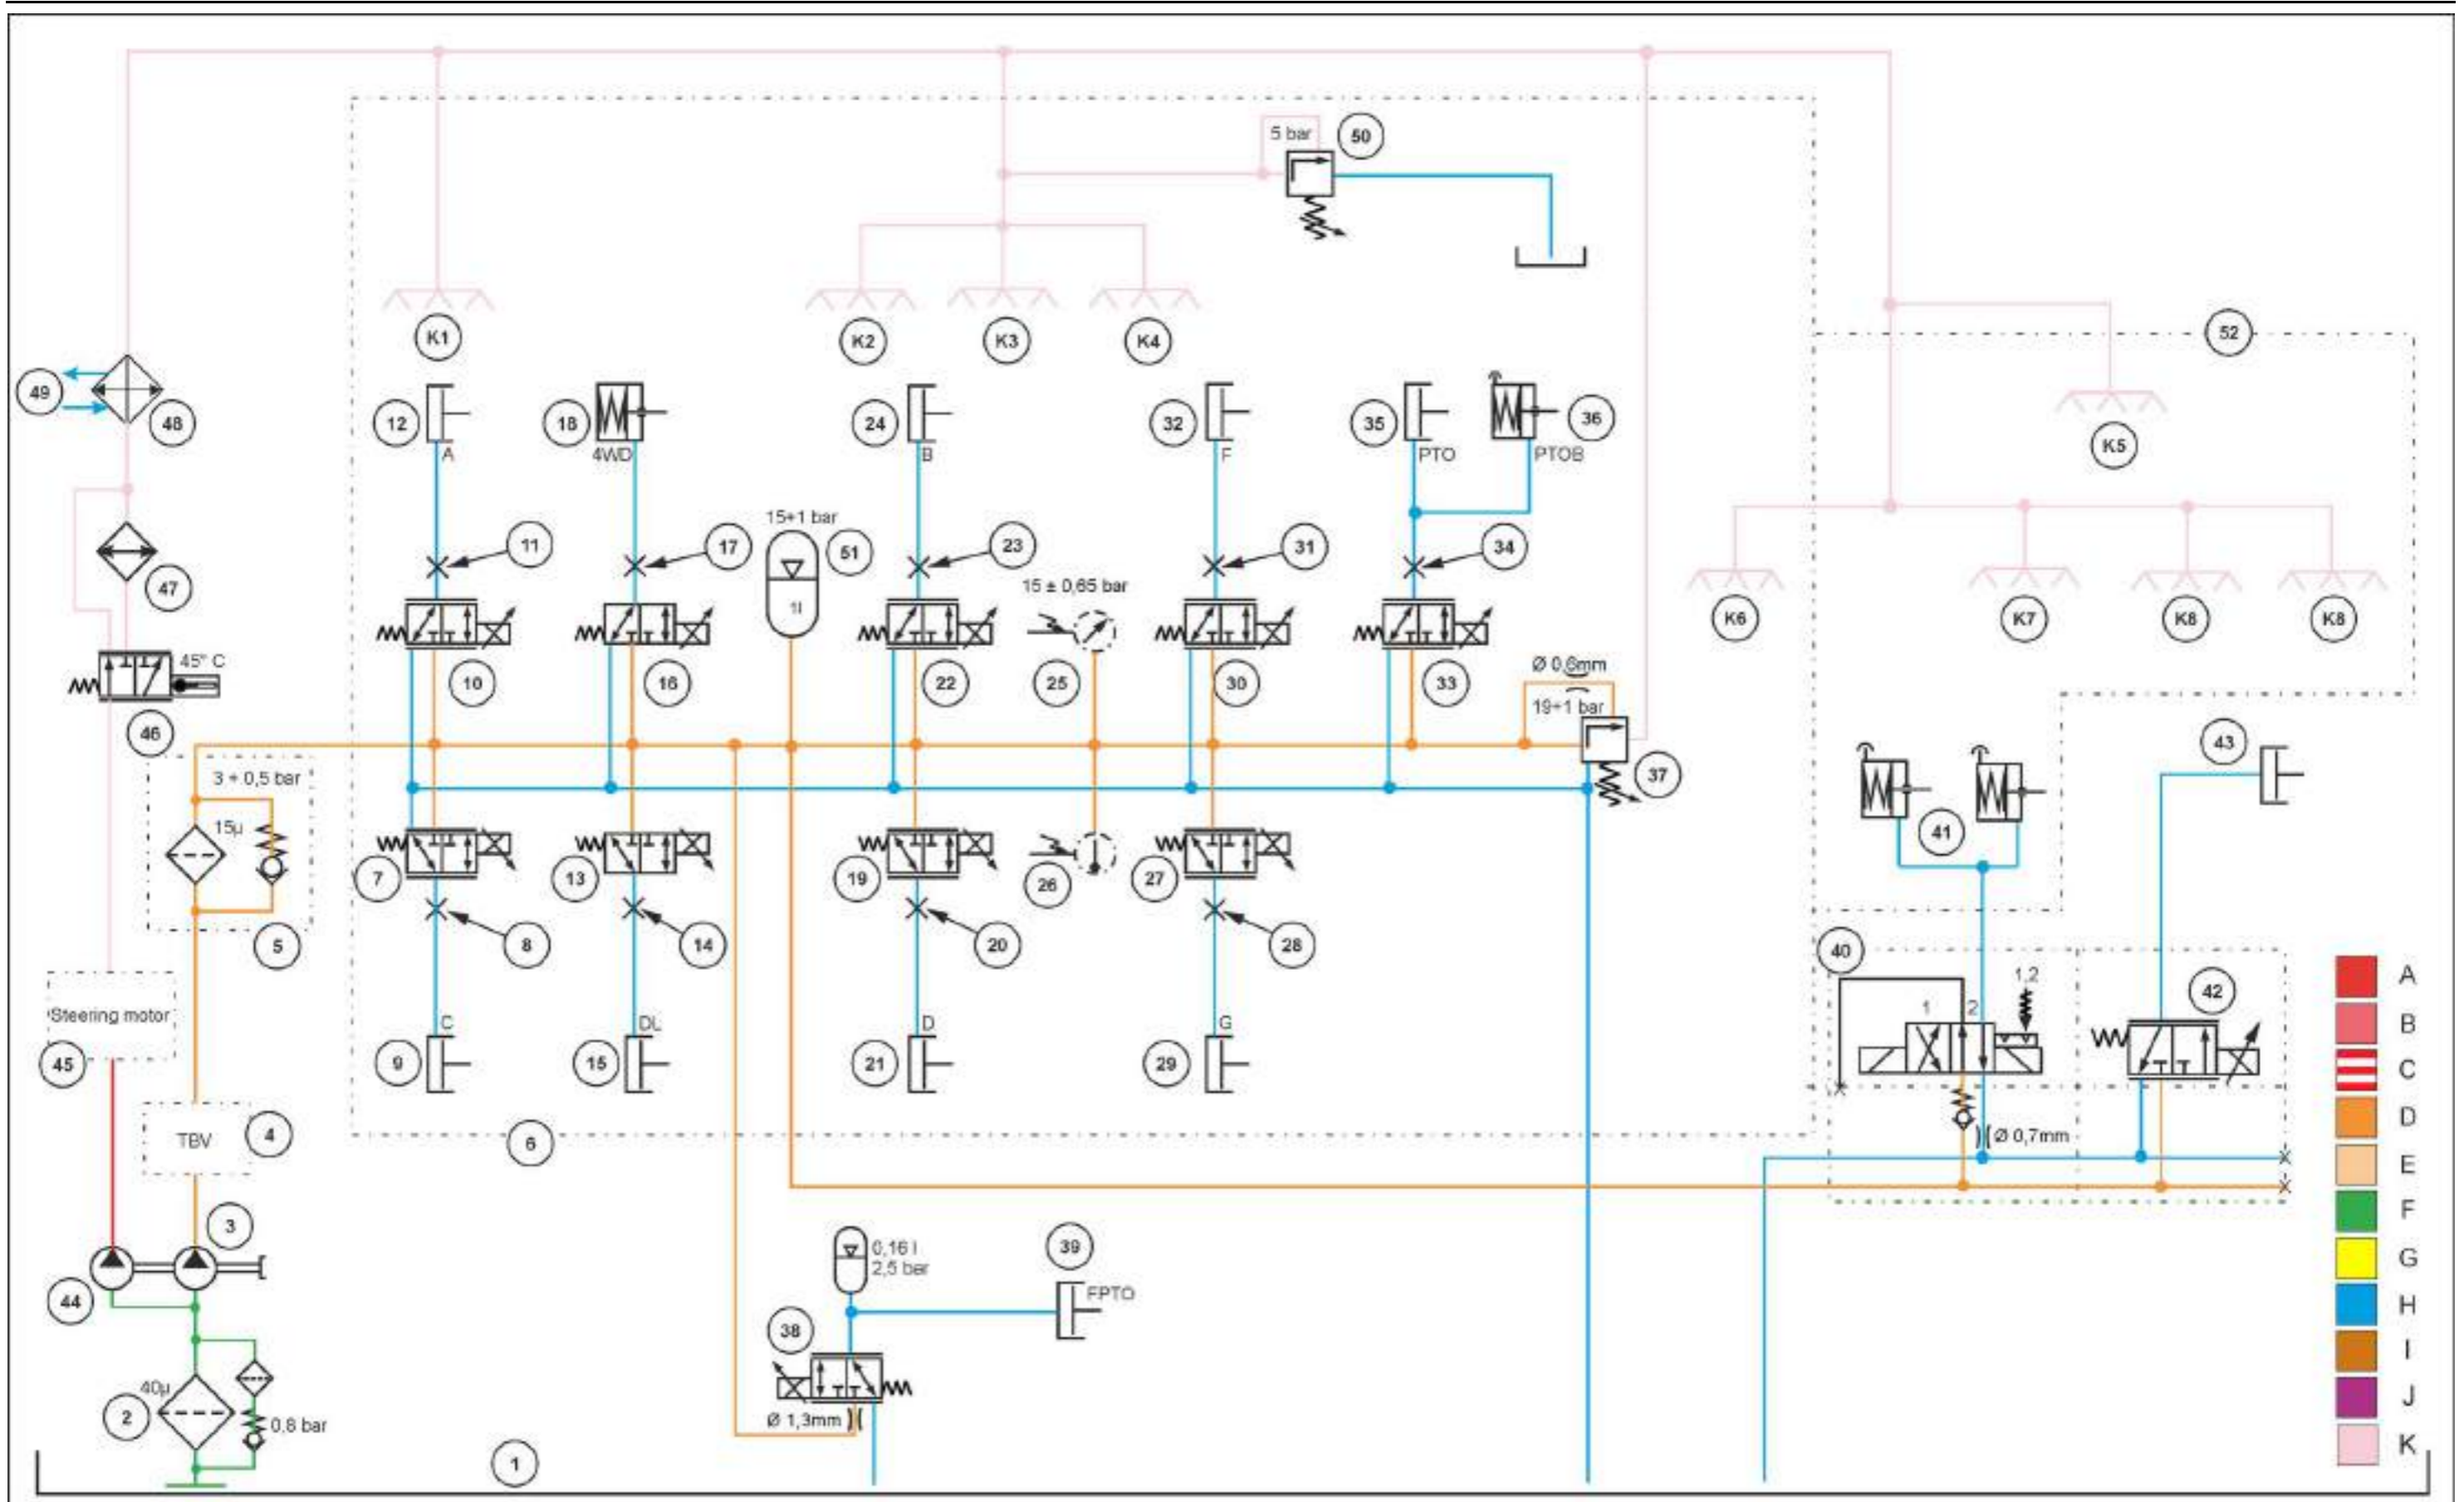 5 bar
50
K1
K2
K3
K4
52
49
48
12
A
18
4WD
24
B
32
F
35
PTO
36
PTOB
K5
47
11
17
15+1 bar
51
1l
23
15 ± 0,65 bar
31
34
K6
K7
K8
K8
45° C
46
10
16
22
25
30
33
Ø 0,6mm
19+1 bar
37
43
3 + 0,5 bar
15µ
5
7
13
19
26
27
41
8
14
20
28
40
1
2
1,2
42
Steering motor
45
C
9
DL
15
D
21
G
29
TBV
4
6
Ø 0,7mm
3
44
0,16 l
2,5 bar
39
FPTO
38
Ø 1,3mm
40µ
2
0,8 bar
1
A
B
C
D
E
F
G
H
I
J
K